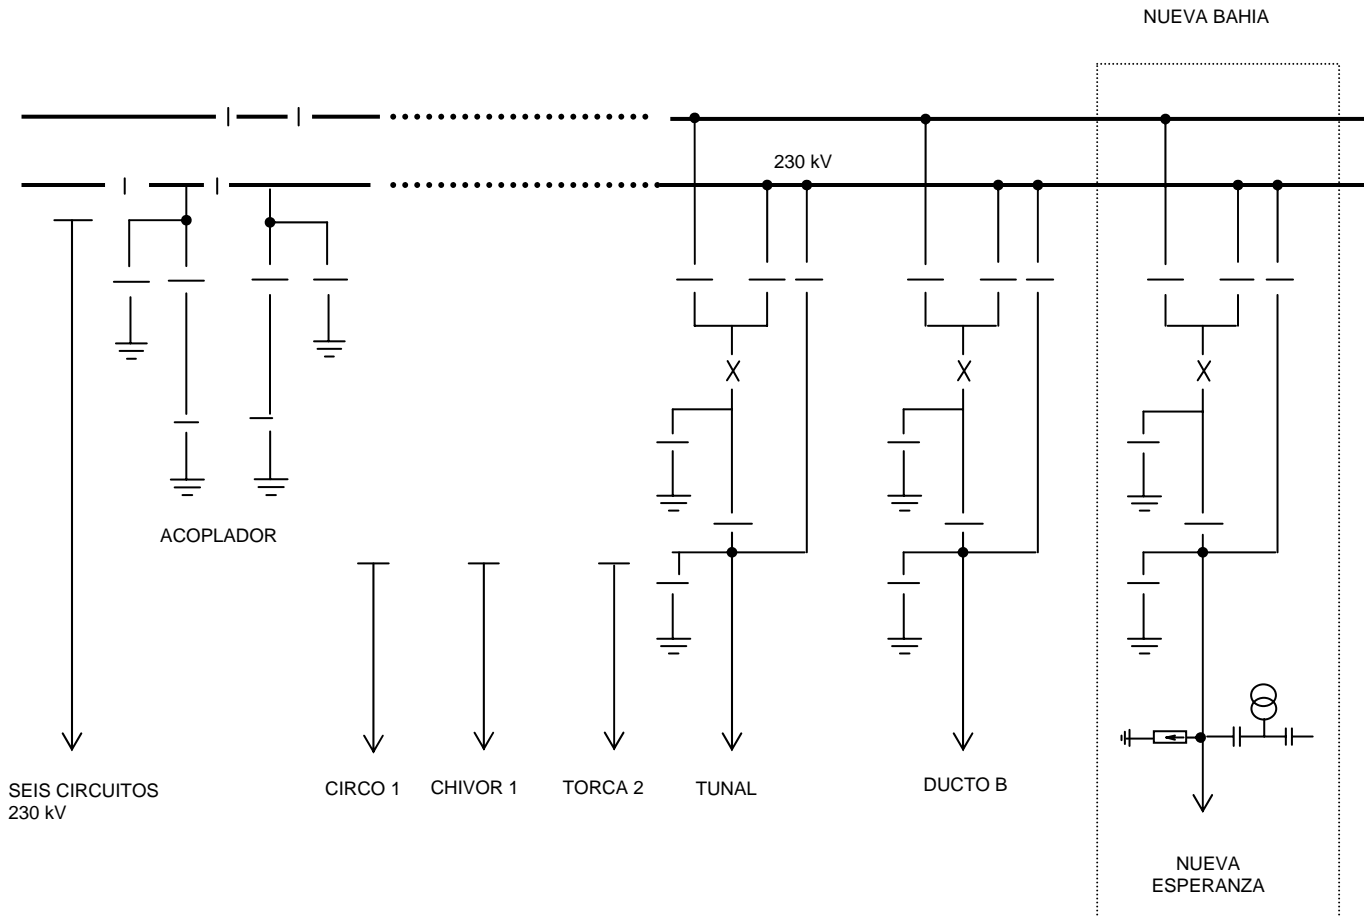 NUEVA BAHIA
230 kV
ACOPLADOR
SEIS CIRCUITOS
230 kV
CIRCO 1
CHIVOR 1
TORCA 2
TUNAL
DUCTO B
NUEVA
ESPERANZA